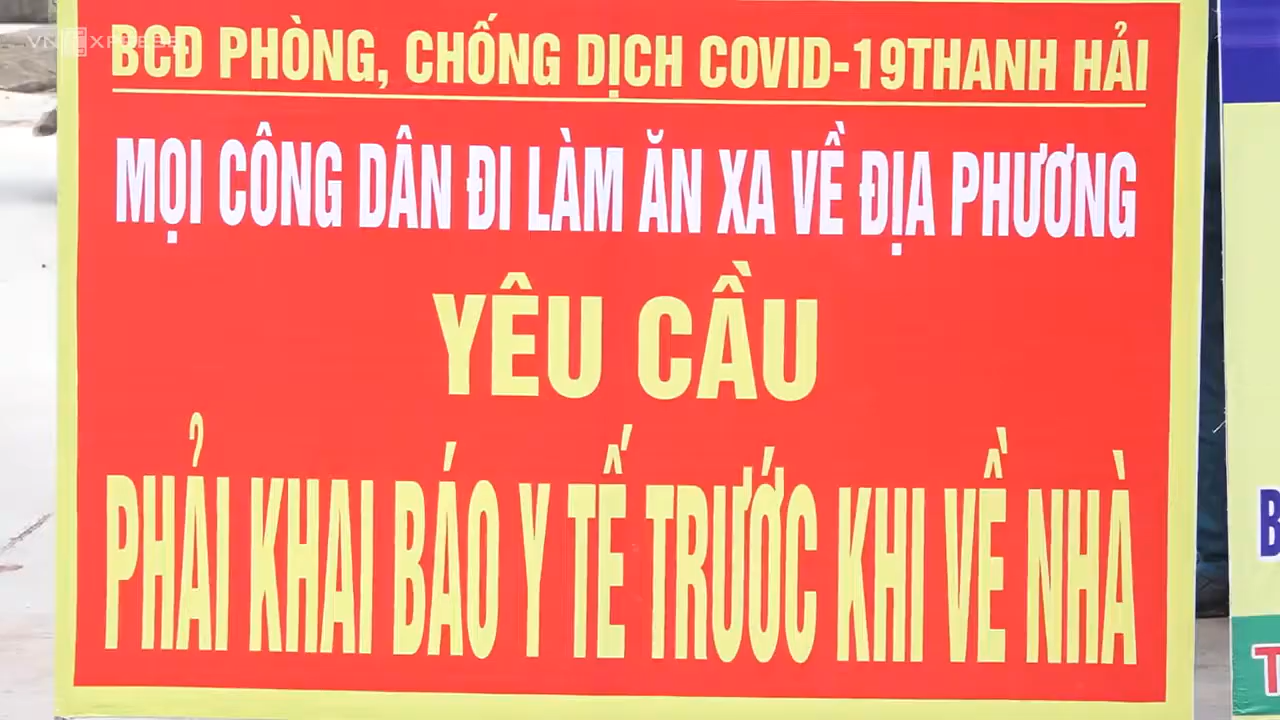 VNEXPRESS
BCĐ PHÒNG, CHỐNG DỊCH COVID-19THANH HẢI
MỌI CÔNG DÂN ĐI LÀM ĂN XA VỀ ĐỊA PHƯƠNG
YÊU CẦU
PHẢI KHAI BÁO Y TẾ TRƯỚC KHI VỀ NHÀ
B
T